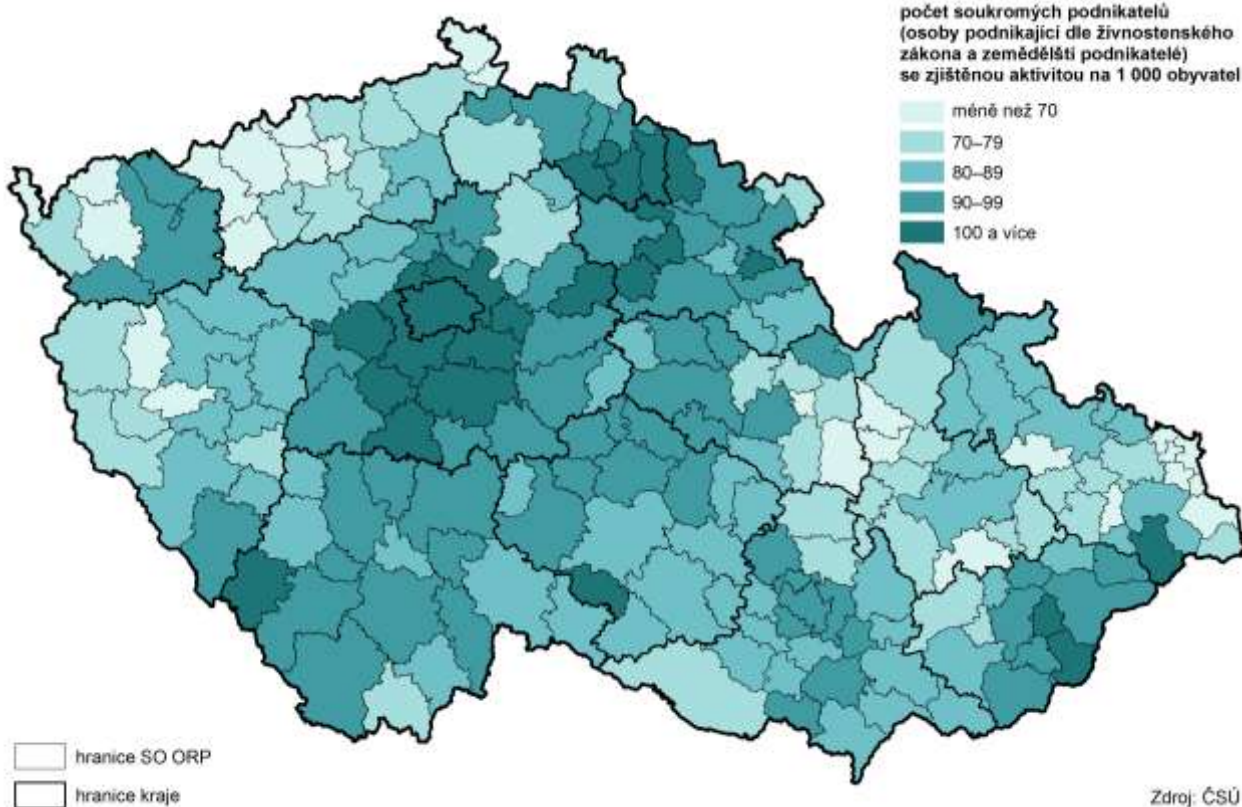 počet soukromých podnikatelů
(osoby podnikající dle živnostenského
zákona a zemědělští podnikatelé)
se zjištěnou aktivitou na 1 000 obyvatel
méně než 70
70–79
80–89
90–99
100 a více
hranice SO ORP
hranice kraje
Zdroj: ČSÚ